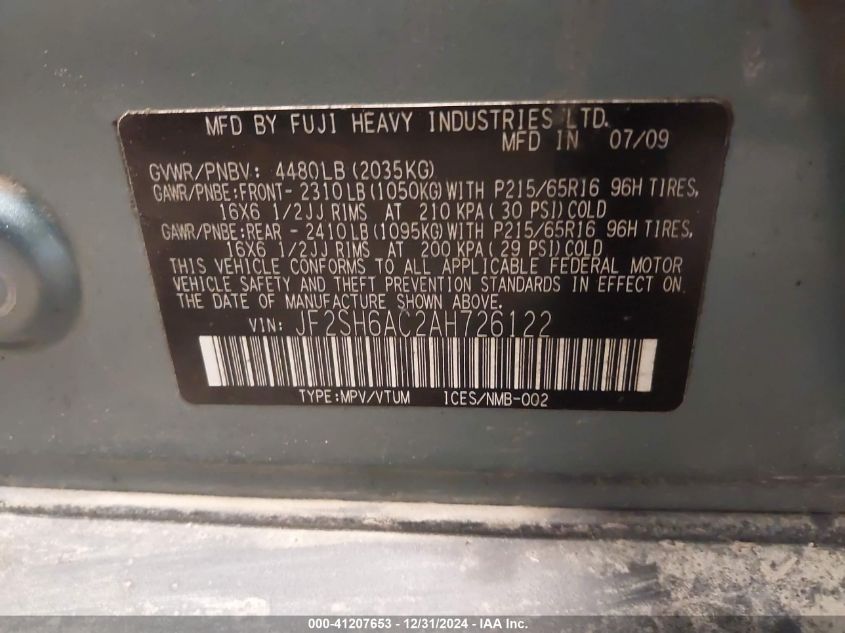 MFD BY FUJI HEAVY INDUSTRIES LTD.
MFD IN 07/09
GVWR/PNBV: 4480LB (2035KG)
GAWR/PNBE:FRONT- 2310LB (1050KG) WITH P215/65R16 96H TIRES,
16X6 1/2JJ RIMS AT 210 KPA( 30 PSI) COLD
GAWR/PNBE:REAR - 2410LB (1095KG) WITH P215/65R16 96H TIRES,
16X6 1/2JJ RIMS AT 200 KPA( 29 PSI) COLD
THIS VEHICLE CONFORMS TO ALL APPLICABLE FEDERAL MOTOR
VEHICLE SAFETY AND THEFT PREVENTION STANDARDS IN EFFECT ON
THE DATE OF MANUFACTURE SHOWN ABOVE.
VIN: JF2SH6AC2AH726122
TYPE:MPV/VTUM ICES/NMB-002
000-41207653 - 12/31/2024 - IAA Inc.